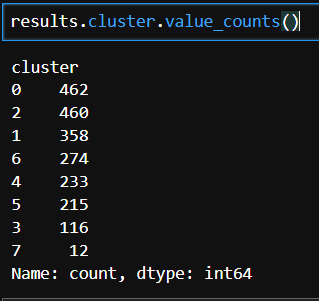 results.cluster.value_counts()
cluster
0    462
2    460
1    358
6    274
4    233
5    215
3    116
7     12
Name: count, dtype: int64